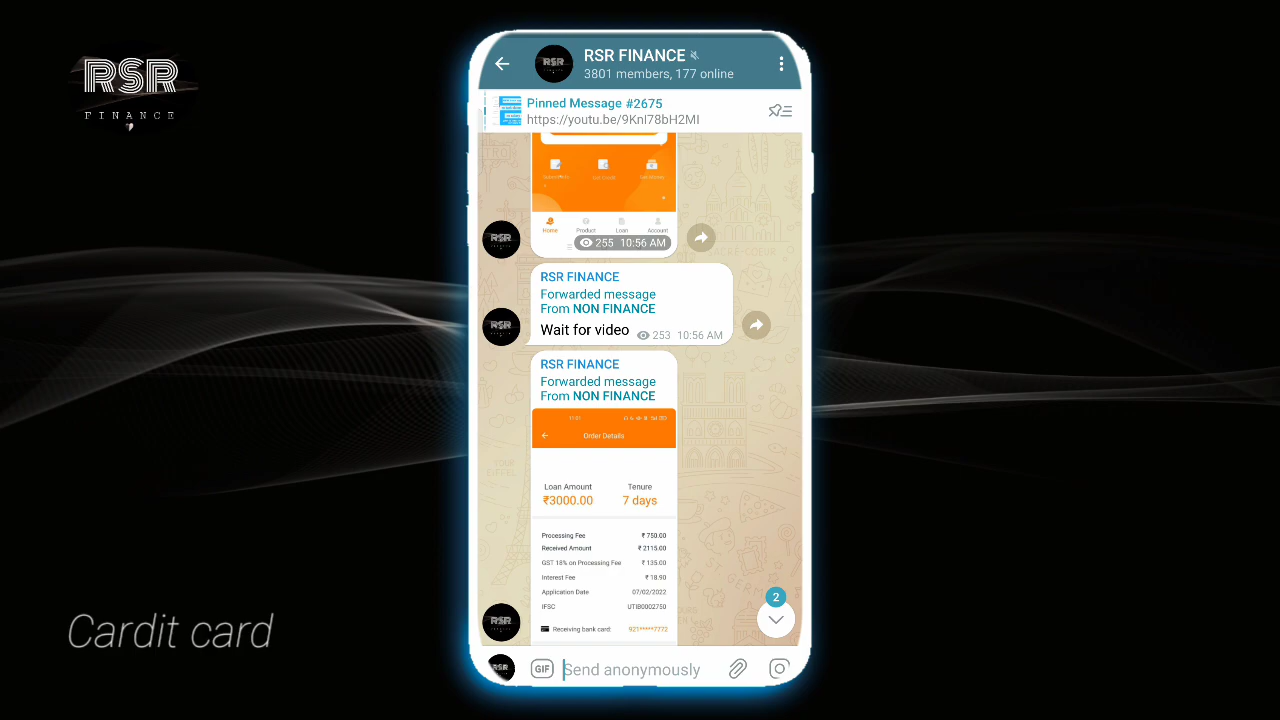 RSR
FINANCE
RSR FINANCE
3801 members, 177 online
Pinned Message #2675
https://youtu.be/9KnI78bH2MI
Home Product Loan Account
255 10:56 AM
RSR FINANCE
Forwarded message
From NON FINANCE
Wait for video 253 10:56 AM
RSR FINANCE
Forwarded message
From NON FINANCE
Order Details
Loan Amount Tenure
₹3000.00 7 days
Processing Fee ₹ 750.00
Received Amount ₹ 2115.00
GST 18% on Processing Fee ₹ 135.00
Interest Fee ₹ 18.90
Application Date 07/02/2022
IFSC UTIB0002750
Receiving bank card: 921*****7772
2
GIF Send anonymously
Cardit card